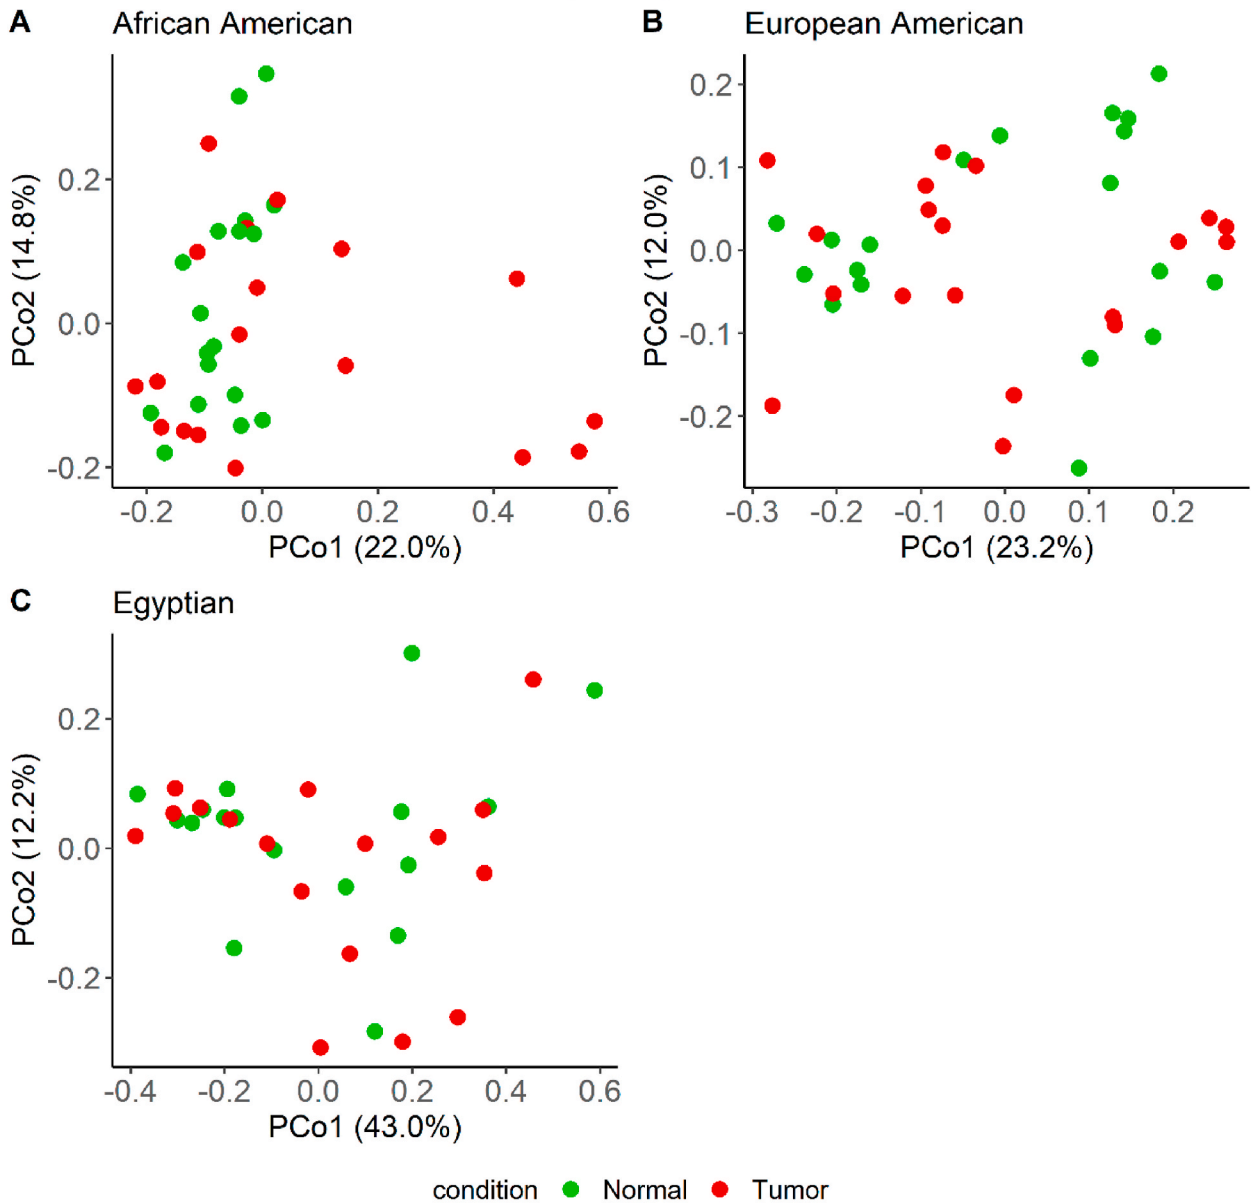 A African American
0.2
0.0
-0.2
PCo2 (14.8%)
-0.2 0.0 0.2 0.4 0.6
PCo1 (22.0%)
B European American
0.2
0.1
0.0
-0.1
-0.2
PCo2 (12.0%)
-0.3 -0.2 -0.1 0.0 0.1 0.2
PCo1 (23.2%)
C Egyptian
0.2
0.0
-0.2
PCo2 (12.2%)
-0.4 -0.2 0.0 0.2 0.4 0.6
PCo1 (43.0%)
condition Normal Tumor